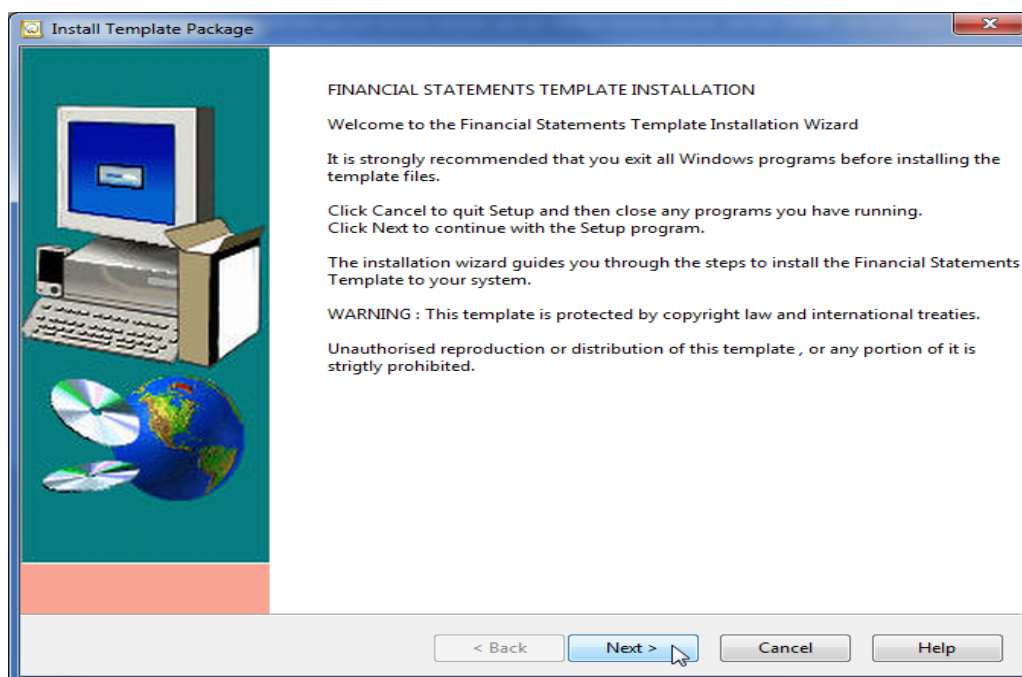 Install Template Package
FINANCIAL STATEMENTS TEMPLATE INSTALLATION
Welcome to the Financial Statements Template Installation Wizard
It is strongly recommended that you exit all Windows programs before installing the
template files.
Click Cancel to quit Setup and then close any programs you have running.
Click Next to continue with the Setup program.
The installation wizard guides you through the steps to install the Financial Statements
Template to your system.
WARNING : This template is protected by copyright law and international treaties.
Unauthorised reproduction or distribution of this template , or any portion of it is
strigtly prohibited.
< Back Next > Cancel Help